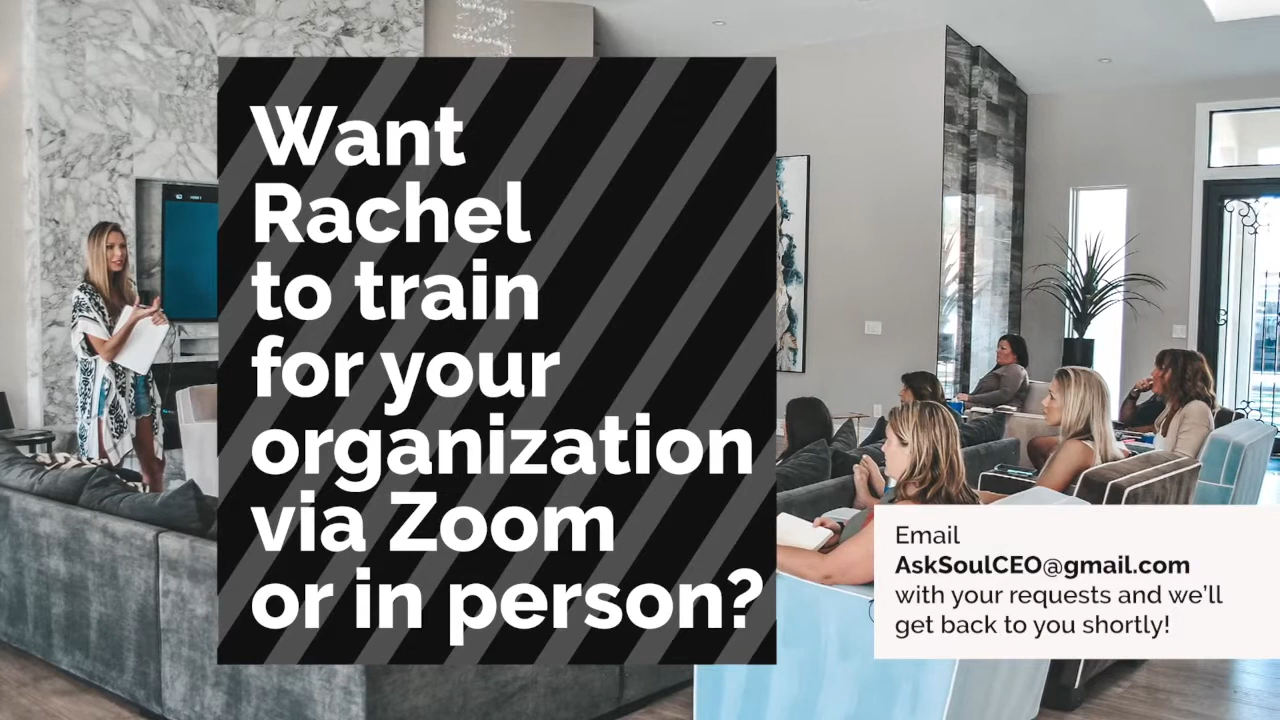 Want
Rachel
to train
for your
organization
via Zoom
or in person?
Email
AskSoulCEO@gmail.com
with your requests and we'll
get back to you shortly!